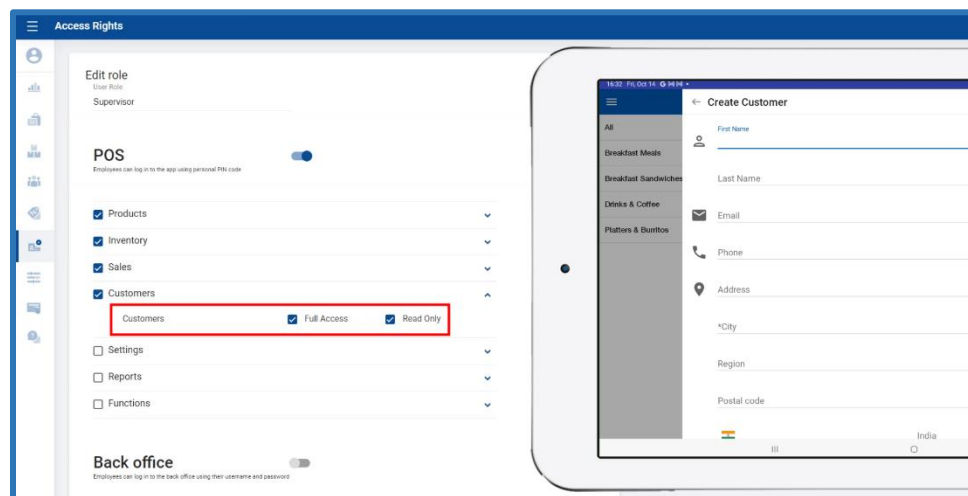 Access Rights
Edit role
User Role
Supervisor
POS
Employees can log in to the app using personal PIN code
Products
Inventory
Sales
Customers
Customers Full Access Read Only
Settings
Reports
Functions
Back office
Employees can log in to the back office using their username and password
16:32 Fri, Oct 14
Create Customer
All
Breakfast Meals
Breakfast Sandwiches
Drinks & Coffee
Platters & Burritos
First Name
Last Name
Email
Phone
Address
*City
Region
Postal code
India